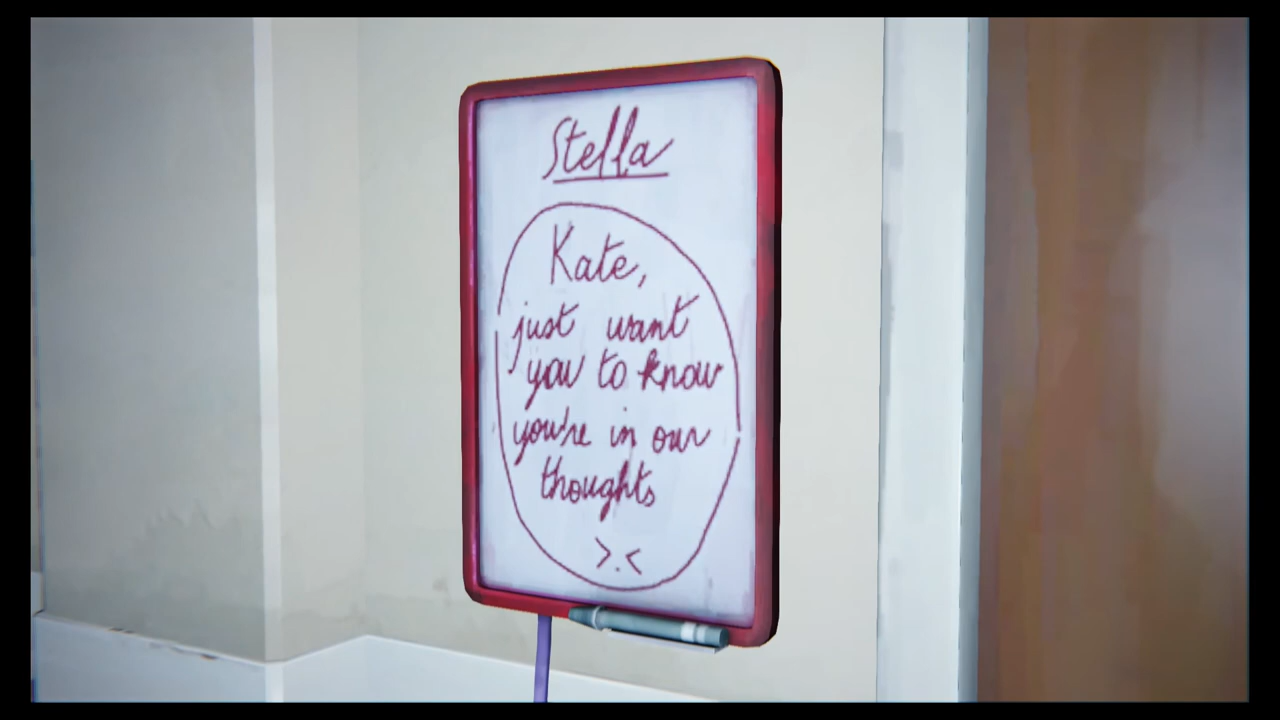 Stella
Kate,
just want
you to know
you're in our
thoughts
>.<